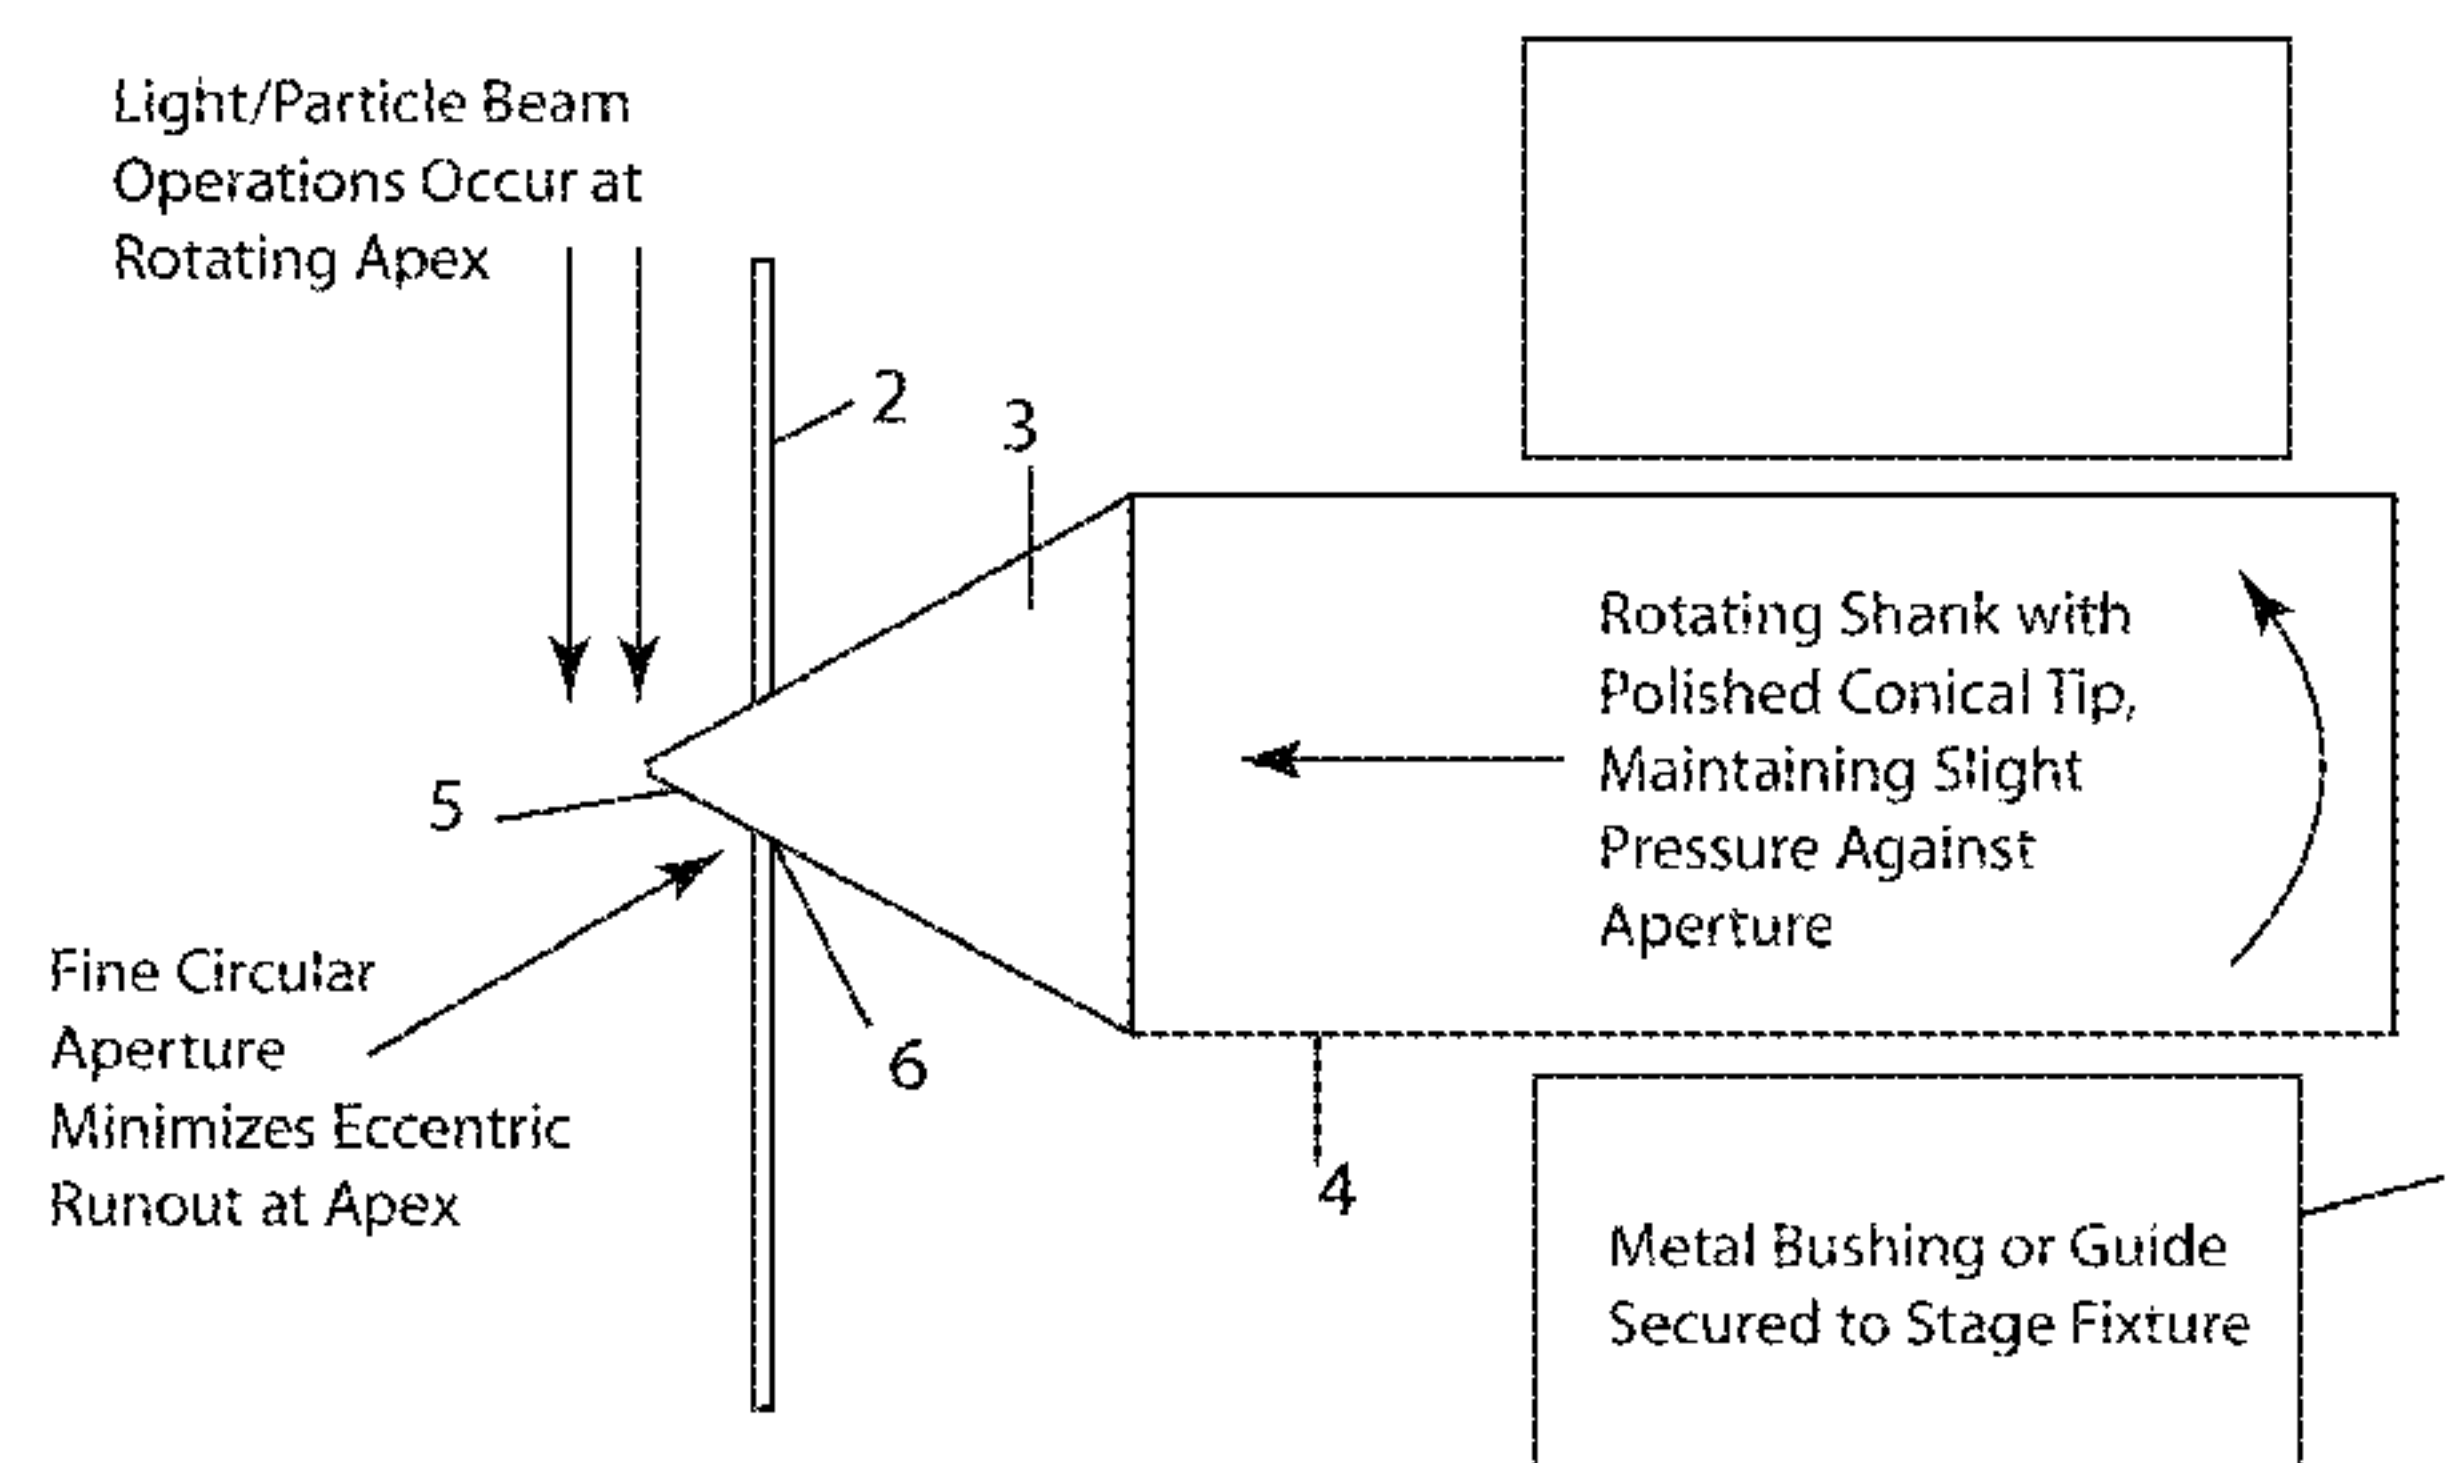 Light/Particle Beam
Operations Occur at
Rotating Apex
2
3
Rotating Shank with
Polished Conical Tip,
Maintaining Slight
Pressure Against
Aperture
5
Fine Circular
Aperture
Minimizes Eccentric
Runout at Apex
6
4
Metal Bushing or Guide
Secured to Stage Fixture